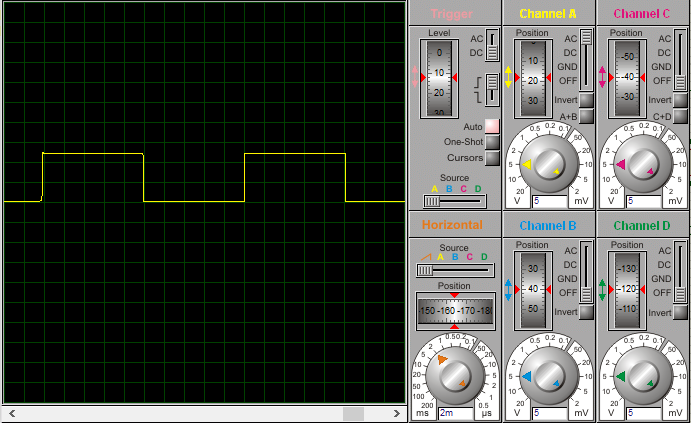 Trigger
Level
0
10
20
30
AC
DC
Auto
One-Shot
Cursors
Source
A B C D
Channel A
Position
10
20
30
AC
DC
GND
OFF
Invert
A+B
20 10 5 2 1 0.5 0.2 0.1 50 20 10 5 2
V 5 mV
Channel C
Position
-50
-40
-30
AC
DC
GND
OFF
Invert
C+D
20 10 5 2 1 0.5 0.2 0.1 50 20 10 5 2
V 5 mV
Horizontal
Source
A B C D
Position
-150 -160 -170 -180
200 100 50 20 10 5 2 1 0.5 0.2 0.1 50 20 10 5 2 1 0.5
ms 2m µs
Channel B
Position
30
40
50
AC
DC
GND
OFF
Invert
20 10 5 2 1 0.5 0.2 0.1 50 20 10 5 2
V 5 mV
Channel D
Position
-130
-120
-110
AC
DC
GND
OFF
Invert
20 10 5 2 1 0.5 0.2 0.1 50 20 10 5 2
V 5 mV